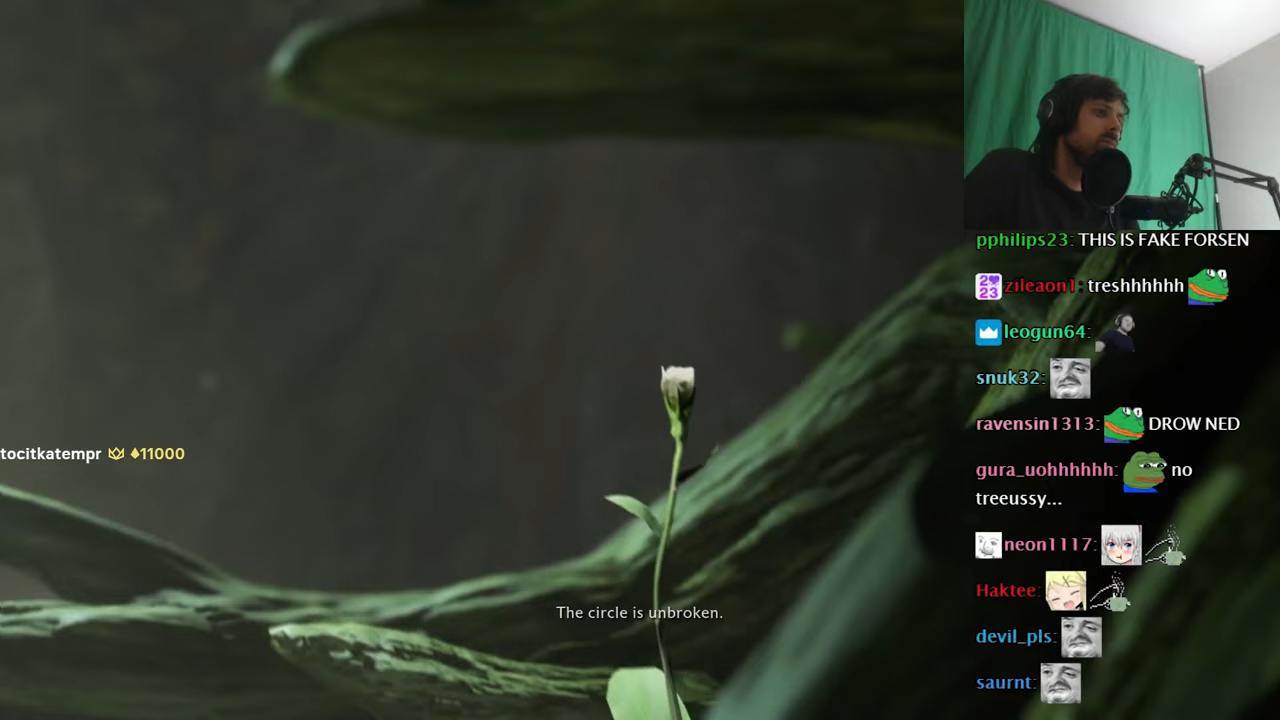 pphilips23: THIS IS FAKE FORSEN
2 23 zileaon1: treshhhhhh
leogun64:
snuk32:
ravensin1313: DROW NED
tocitkatempr 11000
gura_uohhhhhh: no
treeussy...
neon1117:
Haktee:
The circle is unbroken.
devil_pls:
saurnt: